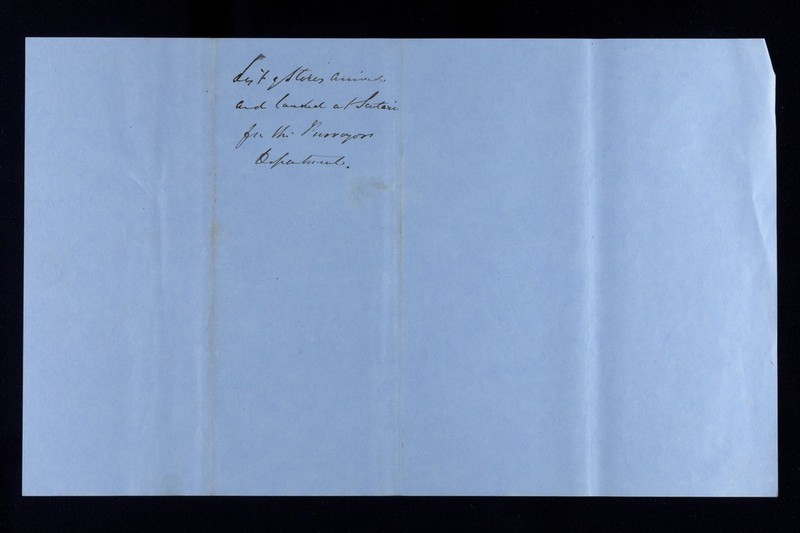 List of Stores arrived
and landed at Scutari
for the Purveyors
Department.